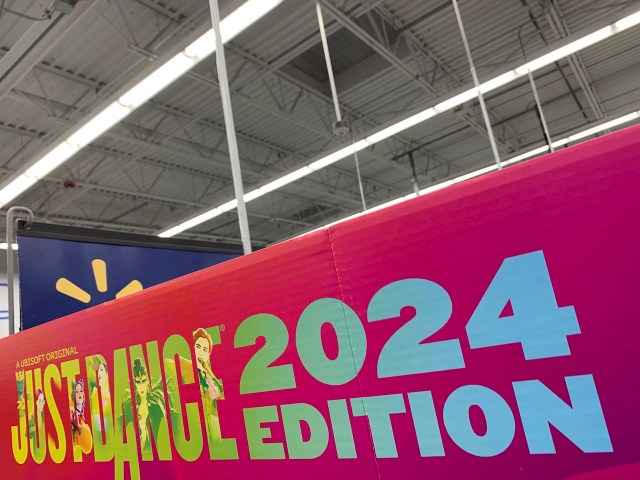 A UBISOFT ORIGINAL
JUST DANCE® 2024
EDITION